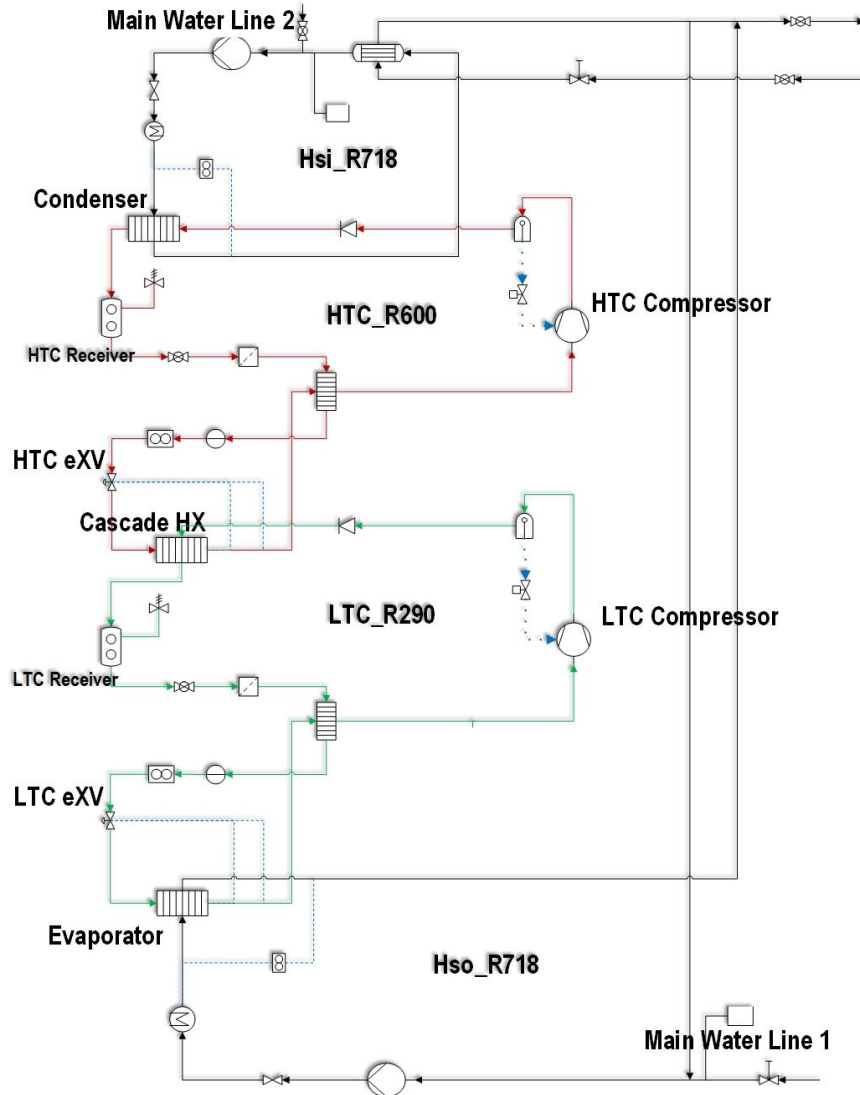 Main Water Line 2
Hsi_R718
Condenser
HTC_R600
HTC Compressor
HTC Receiver
HTC eXV
Cascade HX
LTC_R290
LTC Compressor
LTC Receiver
LTC eXV
Evaporator
Hso_R718
Main Water Line 1